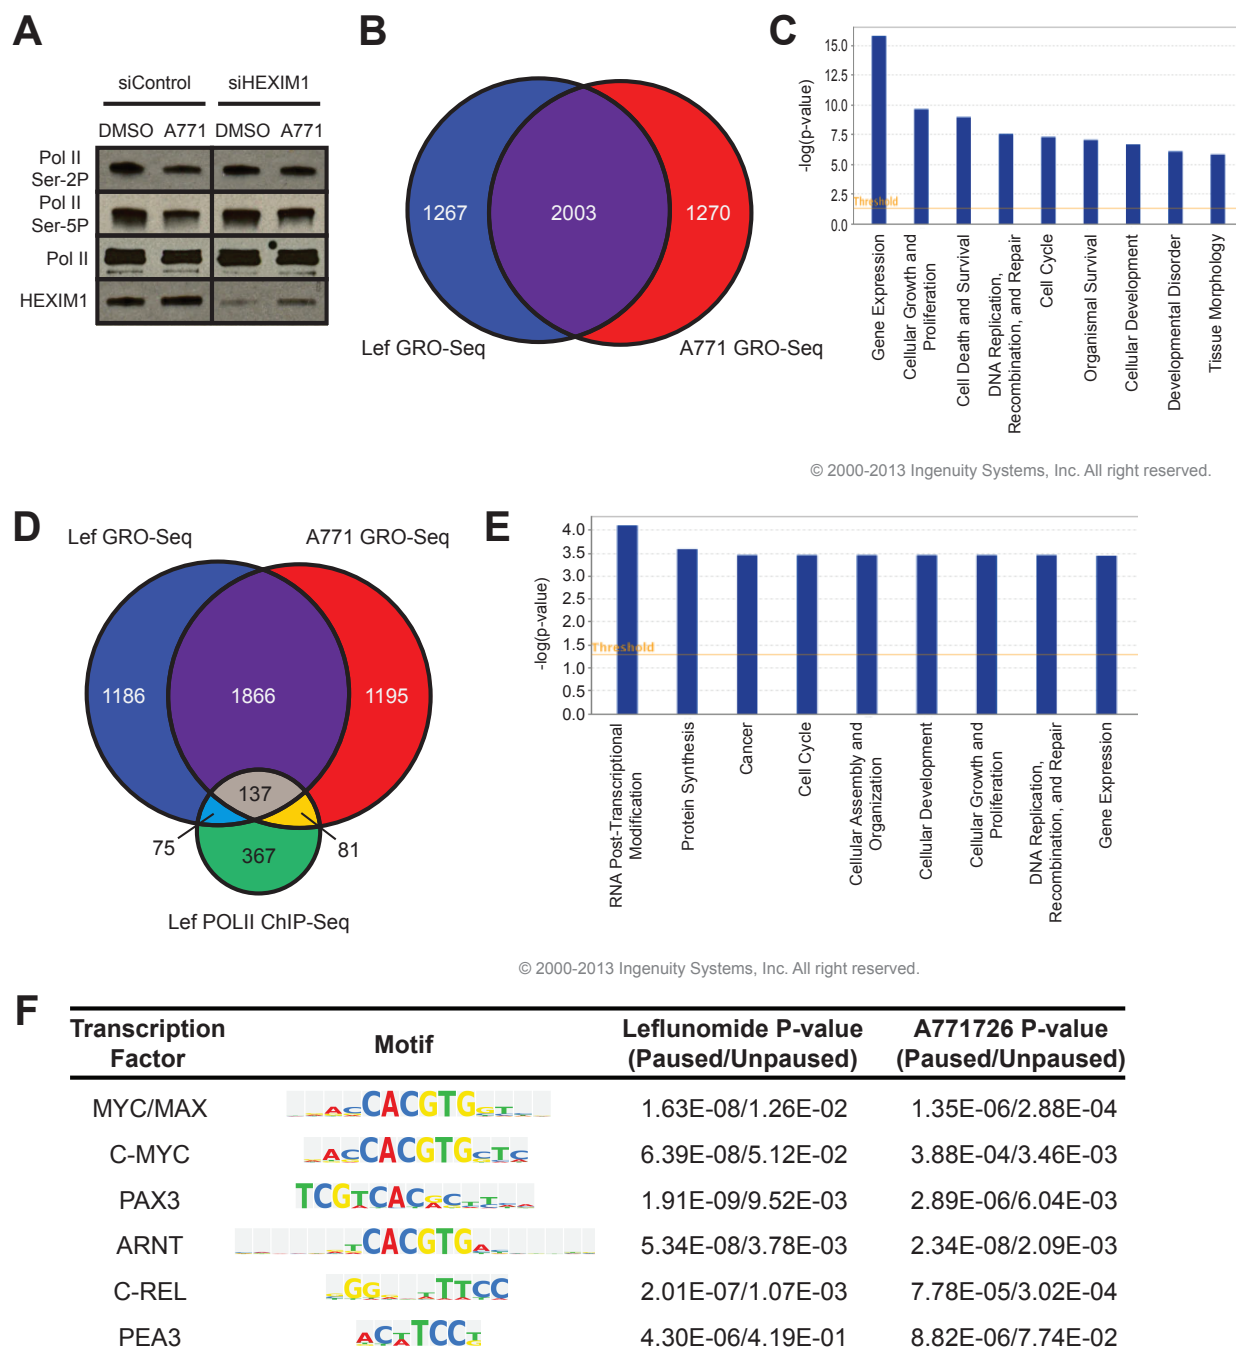 A
siControl siHEXIM1
DMSO A771 DMSO A771
Pol II
Ser-2P
Pol II
Ser-5P
Pol II
HEXIM1
B
1267 2003 1270
Lef GRO-Seq
A771 GRO-Seq
C
-log(p-value)
15.0
12.5
10.0
7.5
5.0
2.5
0.0
Threshold
Gene Expression
Cellular Growth and
Proliferation
Cell Death and Survival
DNA Replication,
Recombination, and Repair
Cell Cycle
Organismal Survival
Cellular Development
Developmental Disorder
Tissue Morphology
© 2000-2013 Ingenuity Systems, Inc. All right reserved.
D
Lef GRO-Seq A771 GRO-Seq
1186 1866 1195
137
75 81
367
Lef POLII ChIP-Seq
E
-log(p-value)
4.0
3.5
3.0
2.5
2.0
1.5
1.0
0.5
0.0
Threshold
RNA Post-Transcriptional
Modification
Protein Synthesis
Cancer
Cell Cycle
Cellular Assembly and
Organization
Cellular Development
Cellular Growth and
Proliferation
DNA Replication,
Recombination, and Repair
Gene Expression
© 2000-2013 Ingenuity Systems, Inc. All right reserved.
F
Transcription
Factor
Motif
Leflunomide P-value
(Paused/Unpaused)
A771726 P-value
(Paused/Unpaused)
MYC/MAX ACCACGTGGT 1.63E-08/1.26E-02 1.35E-06/2.88E-04
C-MYC ACCACGTGCTC 6.39E-08/5.12E-02 3.88E-04/3.46E-03
PAX3 TCGTCACGCTT 1.91E-09/9.52E-03 2.89E-06/6.04E-03
ARNT TCACGTGA 5.34E-08/3.78E-03 2.34E-08/2.09E-03
C-REL GG TTCC 2.01E-07/1.07E-03 7.78E-05/3.02E-04
PEA3 ACTTCCT 4.30E-06/4.19E-01 8.82E-06/7.74E-02